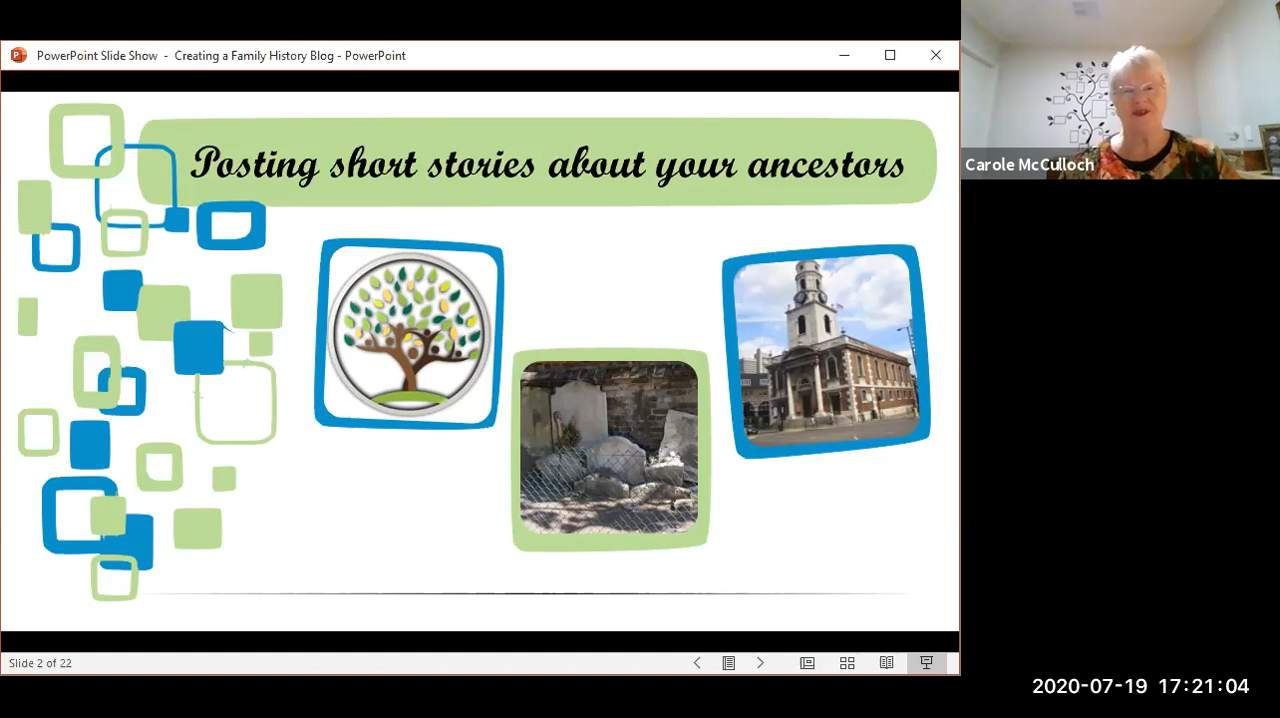 PowerPoint Slide Show - Creating a Family History Blog - PowerPoint
Posting short stories about your ancestors
Carole McCulloch
Slide 2 of 22
2020-07-19 17:21:04